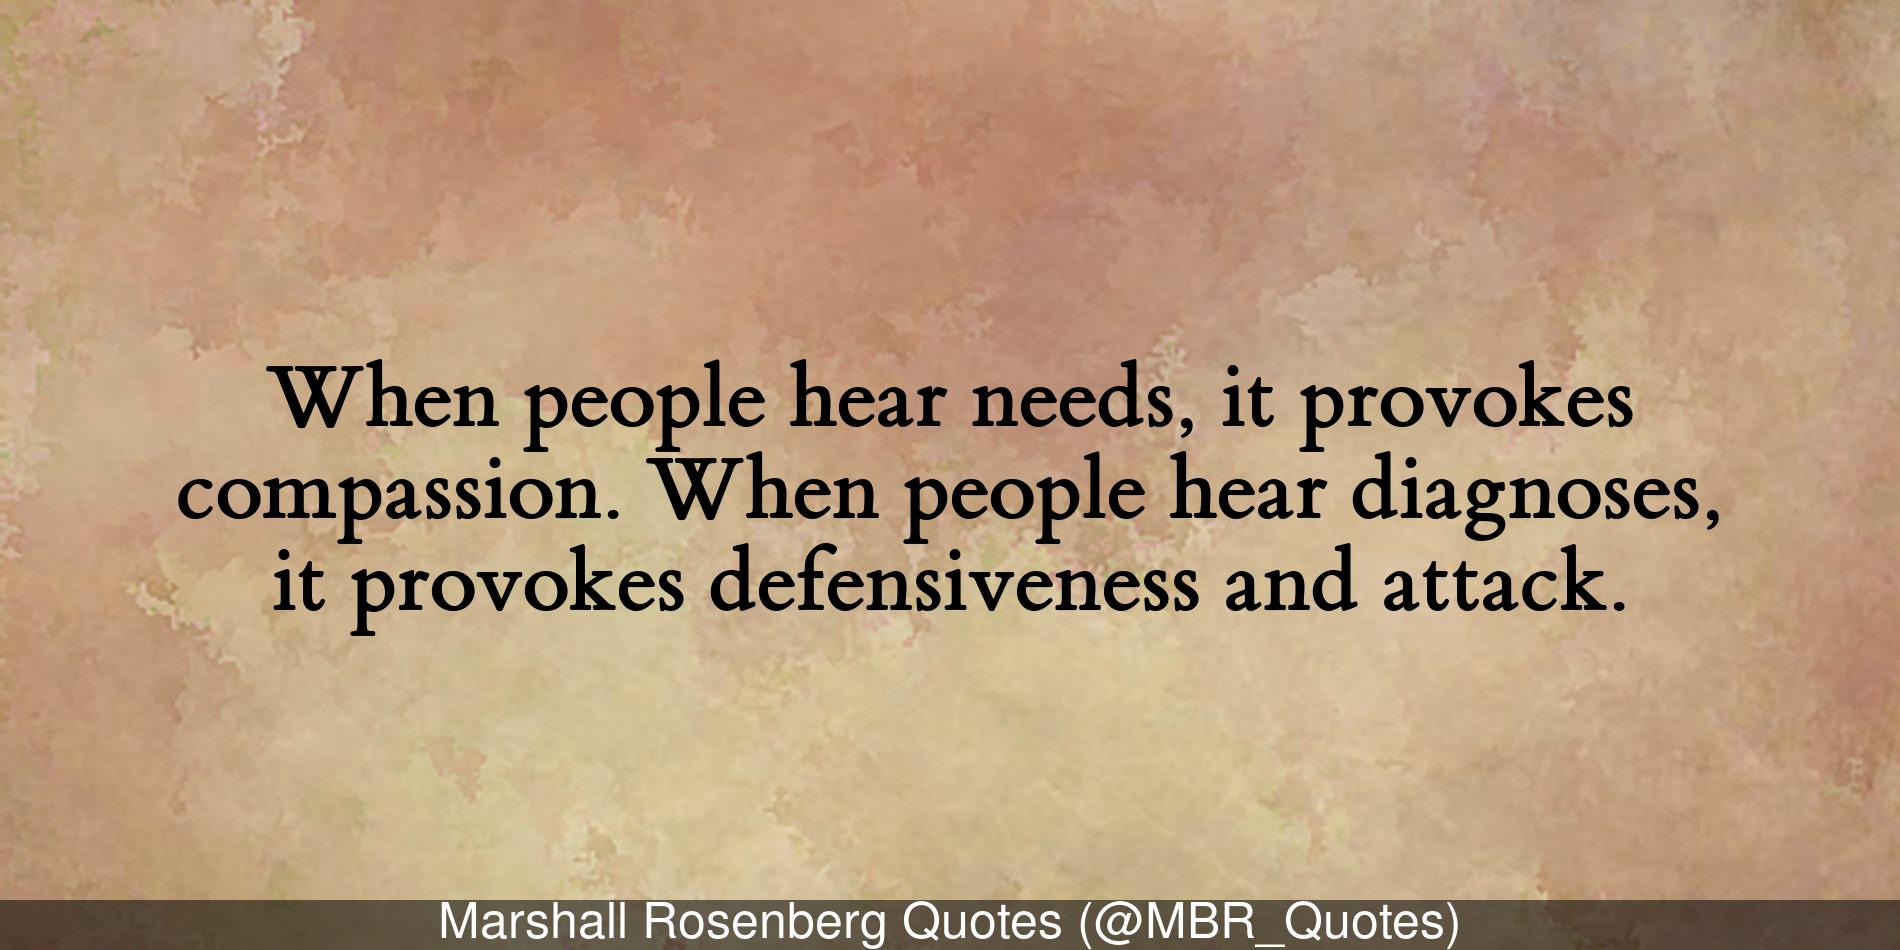 When people hear needs, it provokes
compassion. When people hear diagnoses,
it provokes defensiveness and attack.
Marshall Rosenberg Quotes (@MBR_Quotes)